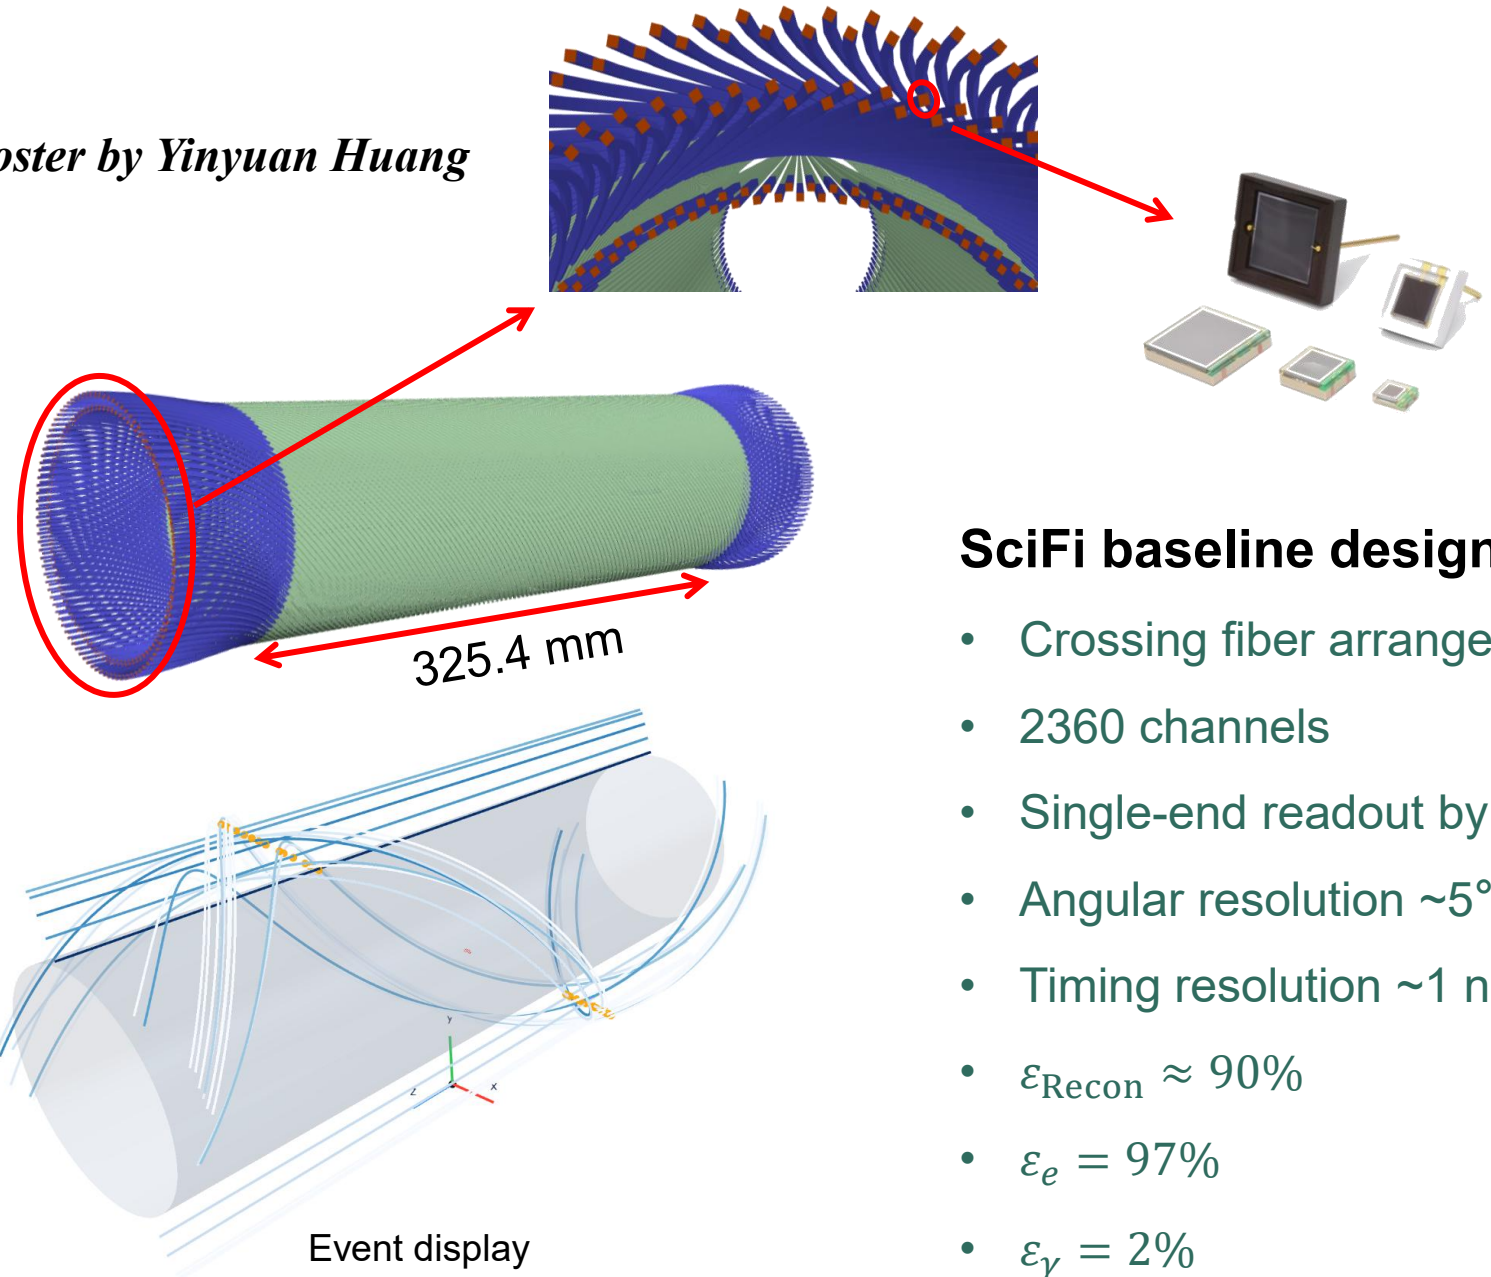 oster by Yinyuan Huang
325.4 mm
SciFi baseline design
• Crossing fiber arrange
• 2360 channels
• Single-end readout by
• Angular resolution ~5°
• Timing resolution ~1 n
• ε_Recon ≈ 90%
• ε_e = 97%
• ε_γ = 2%
y
z
x
Event display